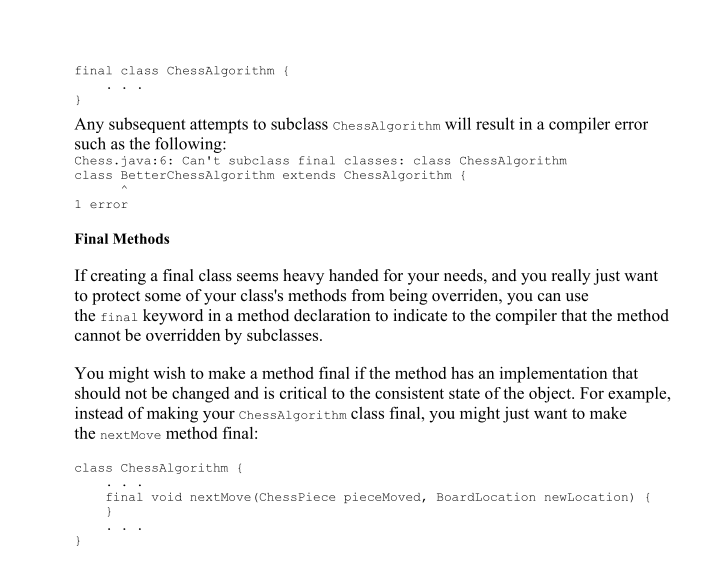 final class ChessAlgorithm {
    . . .
}
Any subsequent attempts to subclass ChessAlgorithm will result in a compiler error
such as the following:
Chess.java:6: Can't subclass final classes: class ChessAlgorithm
class BetterChessAlgorithm extends ChessAlgorithm {
      ^
1 error
Final Methods
If creating a final class seems heavy handed for your needs, and you really just want
to protect some of your class's methods from being overriden, you can use
the final keyword in a method declaration to indicate to the compiler that the method
cannot be overridden by subclasses.
You might wish to make a method final if the method has an implementation that
should not be changed and is critical to the consistent state of the object. For example,
instead of making your ChessAlgorithm class final, you might just want to make
the nextMove method final:
class ChessAlgorithm {
    . . .
    final void nextMove(ChessPiece pieceMoved, BoardLocation newLocation) {
    }
    . . .
}